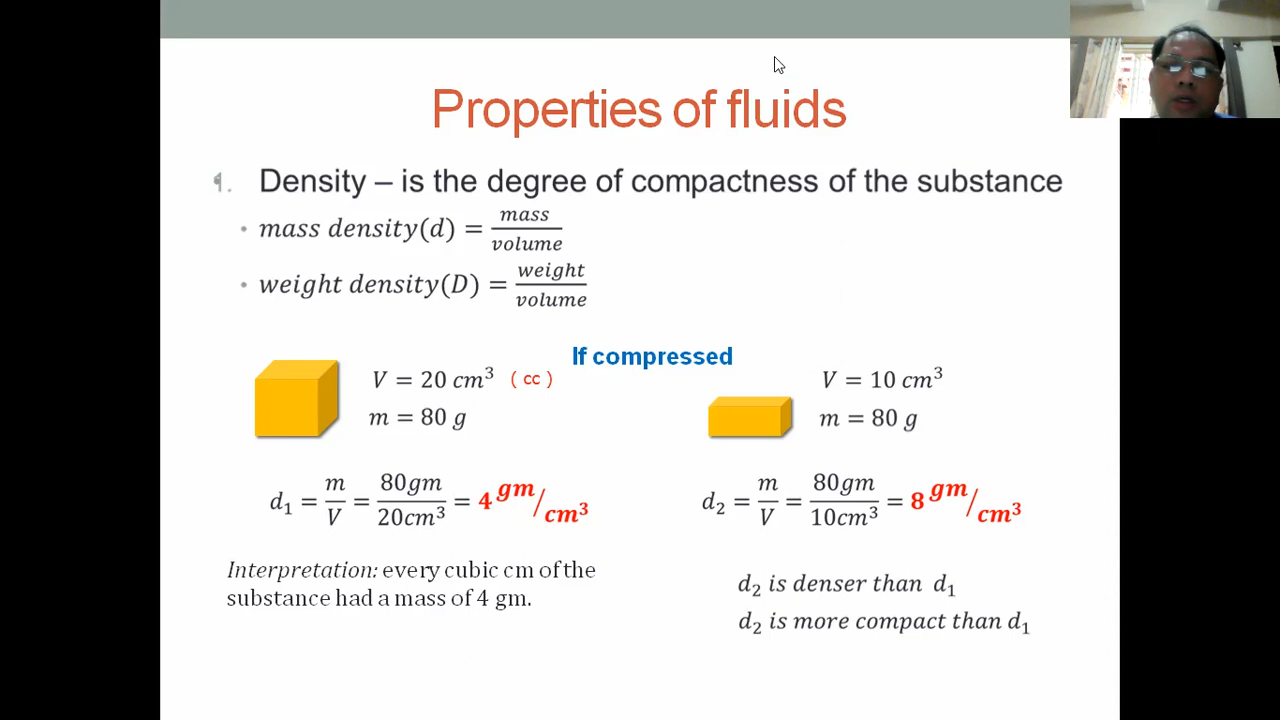 Properties of fluids
1. Density – is the degree of compactness of the substance
• mass density(d) = mass/volume
• weight density(D) = weight/volume
If compressed
V = 20 cm³ ( cc )
m = 80 g
V = 10 cm³
m = 80 g
d₁ = m/V = 80gm/20cm³ = 4 gm/cm³
d₂ = m/V = 80gm/10cm³ = 8 gm/cm³
Interpretation: every cubic cm of the
substance had a mass of 4 gm.
d₂ is denser than d₁
d₂ is more compact than d₁